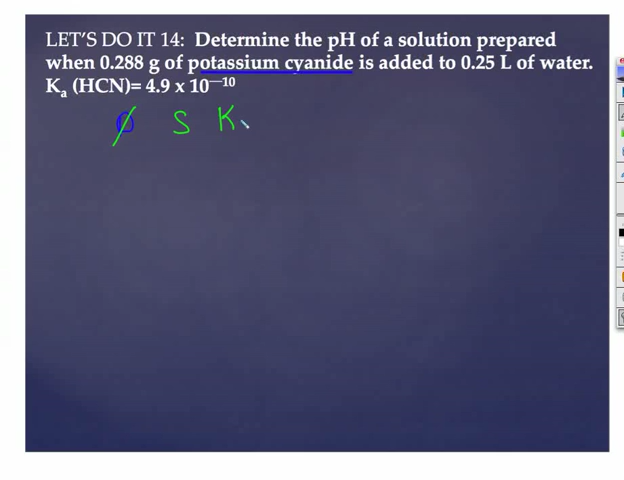 LET'S DO IT 14: Determine the pH of a solution prepared
when 0.288 g of potassium cyanide is added to 0.25 L of water.
Ka (HCN)= 4.9 x 10—10
S K